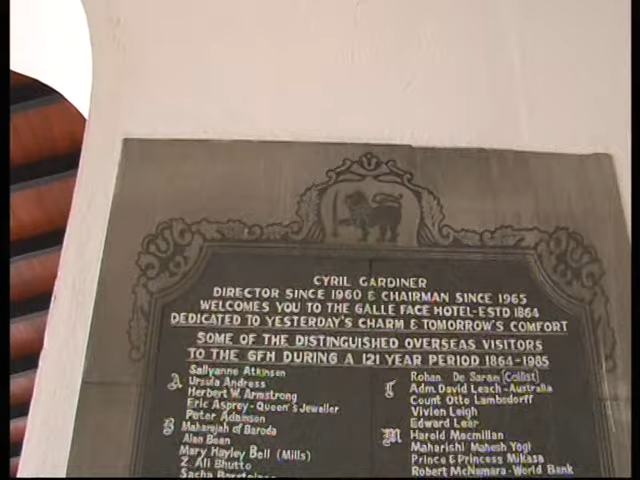 CYRIL GARDINER
DIRECTOR SINCE 1960 & CHAIRMAN SINCE 1965
WELCOMES YOU TO THE GALLE FACE HOTEL-ESTD 1864
DEDICATED TO YESTERDAY'S CHARM & TOMORROW'S COMFORT
SOME OF THE DISTINGUISHED OVERSEAS VISITORS
TO THE GFH DURING A 121 YEAR PERIOD 1864-1985
A
Sallyanne Atkinsen
Ursula Andress
Herbert W. Armstrong
Eric Asprey-Queen's Jeweller
Peter Adamson
B
Maharajah of Baroda
Alan Bean
Mary Hayley Bell (Mills)
Z. Ali Bhutto
Sacha
L
Rohan De Saram (Cellist)
Adm. David Leach-Australia
Count Otto Lambsdorff
Vivien Leigh
Edward Lear
M
Harold Macmillan
Maharishi Mahesh Yogi
Prince & Princess Mikasa
Robert McNamara-World Bank